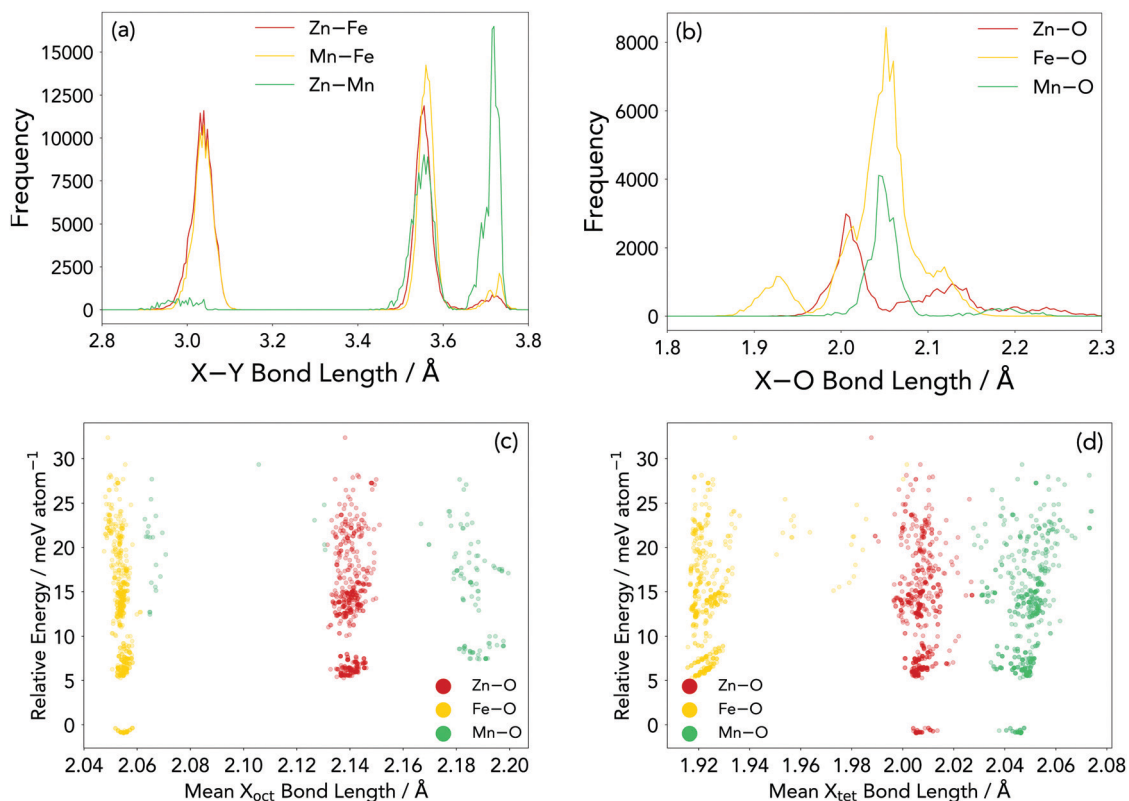 (a)
Zn–Fe
Mn–Fe
Zn–Mn
15000
12500
10000
7500
5000
2500
0
Frequency
2.8 3.0 3.2 3.4 3.6 3.8
X–Y Bond Length / Å
(b)
Zn–O
Fe–O
Mn–O
8000
6000
4000
2000
0
Frequency
1.8 1.9 2.0 2.1 2.2 2.3
X–O Bond Length / Å
(c)
30
25
20
15
10
5
0
Relative Energy / meV atom⁻¹
Zn–O
Fe–O
Mn–O
2.04 2.06 2.08 2.10 2.12 2.14 2.16 2.18 2.20
Mean Xoct Bond Length / Å
(d)
30
25
20
15
10
5
0
Relative Energy / meV atom⁻¹
Zn–O
Fe–O
Mn–O
1.92 1.94 1.96 1.98 2.00 2.02 2.04 2.06 2.08
Mean Xtet Bond Length / Å